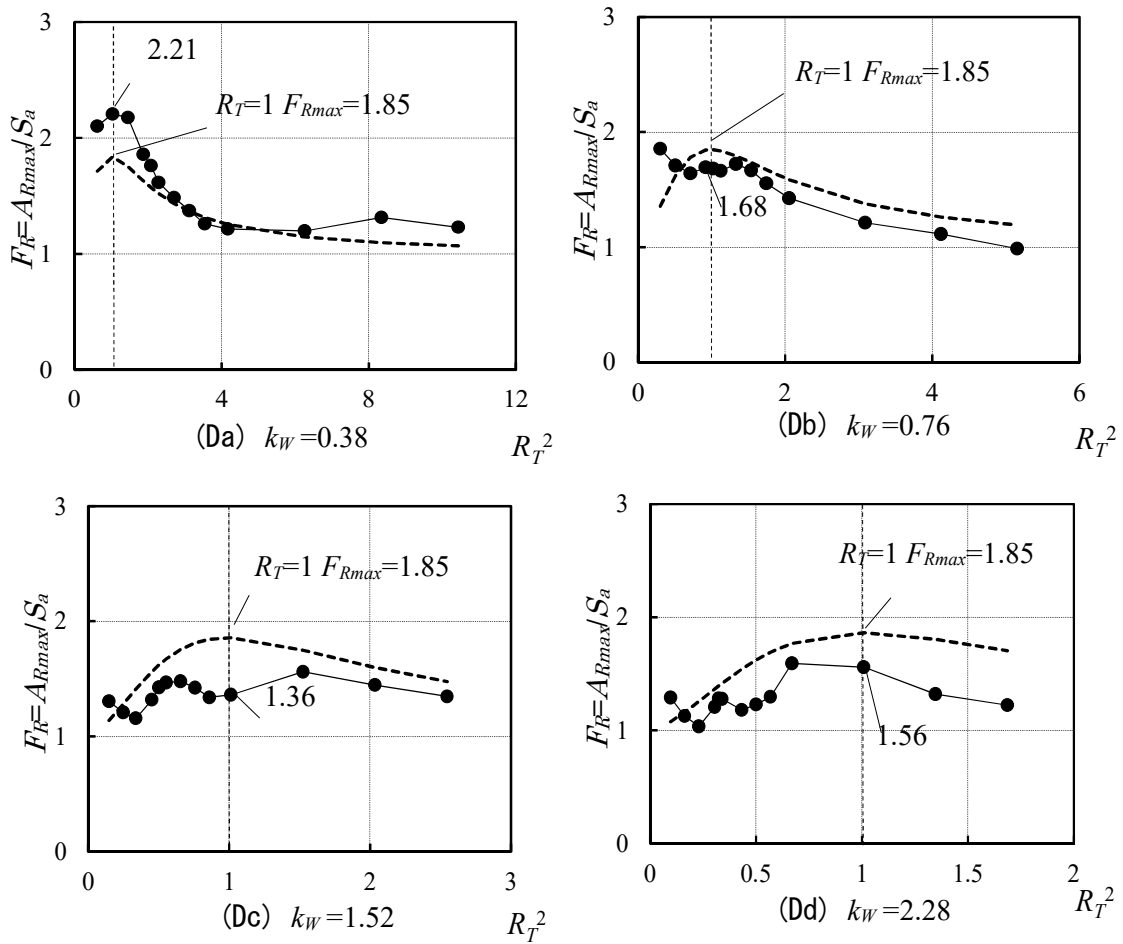 3
2.21
R_T=1 F_Rmax=1.85
2
F_R=A_Rmax/S_a
1
0
0 4 8 12
(Da) k_W=0.38 R_T^2
3
R_T=1 F_Rmax=1.85
2
1.68
F_R=A_Rmax/S_a
1
0
0 2 4 6
(Db) k_W=0.76 R_T^2
3
R_T=1 F_Rmax=1.85
2
F_R=A_Rmax/S_a
1.36
1
0
0 1 2 3
(Dc) k_W=1.52 R_T^2
3
R_T=1 F_Rmax=1.85
2
F_R=A_Rmax/S_a
1.56
1
0
0 0.5 1 1.5 2
(Dd) k_W=2.28 R_T^2